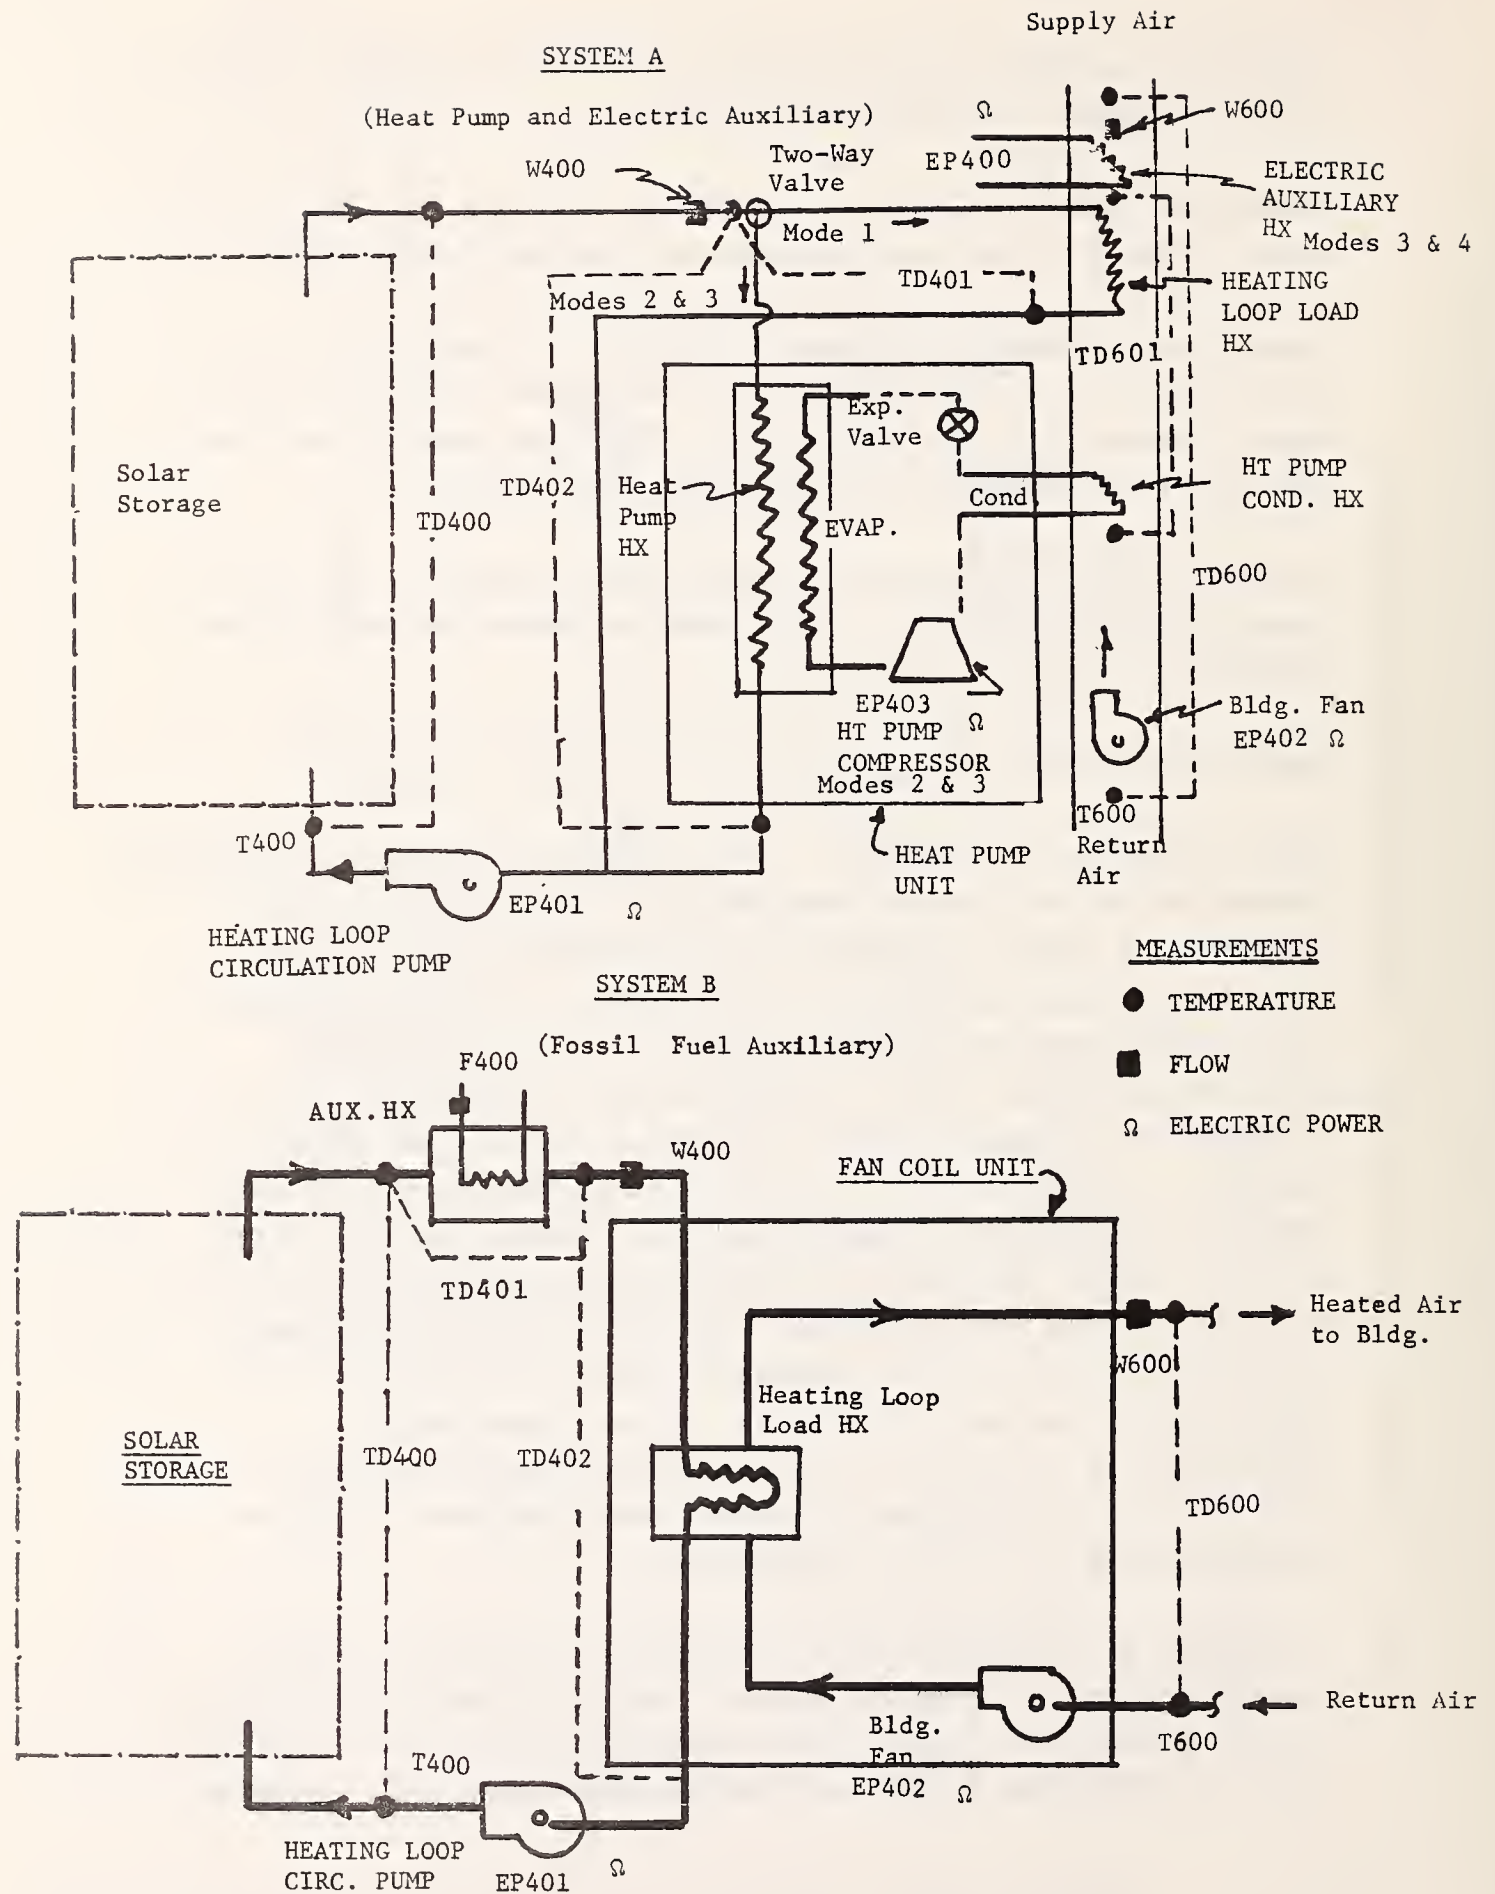 Supply Air
SYSTEM A
(Heat Pump and Electric Auxiliary)
Ω
W600
W400
Two-Way
Valve
EP400
ELECTRIC
AUXILIARY
HX Modes 3 & 4
Mode 1
TD401
Modes 2 & 3
HEATING
LOOP LOAD
HX
TD601
Exp.
Valve
Solar
Storage
TD400
TD402
Heat
Pump
HX
EVAP.
Cond
HT PUMP
COND. HX
TD600
EP403
Ω
HT PUMP
COMPRESSOR
Modes 2 & 3
Bldg. Fan
EP402 Ω
T600
Return
Air
T400
HEAT PUMP
UNIT
EP401 Ω
HEATING LOOP
CIRCULATION PUMP
MEASUREMENTS
TEMPERATURE
FLOW
Ω ELECTRIC POWER
SYSTEM B
(Fossil Fuel Auxiliary)
F400
AUX.HX
W400
FAN COIL UNIT
TD401
Heated Air
to Bldg.
W600
Heating Loop
Load HX
SOLAR
STORAGE
TD400
TD402
TD600
Return Air
T600
Bldg.
Fan
EP402 Ω
T400
HEATING LOOP
CIRC. PUMP
EP401 Ω